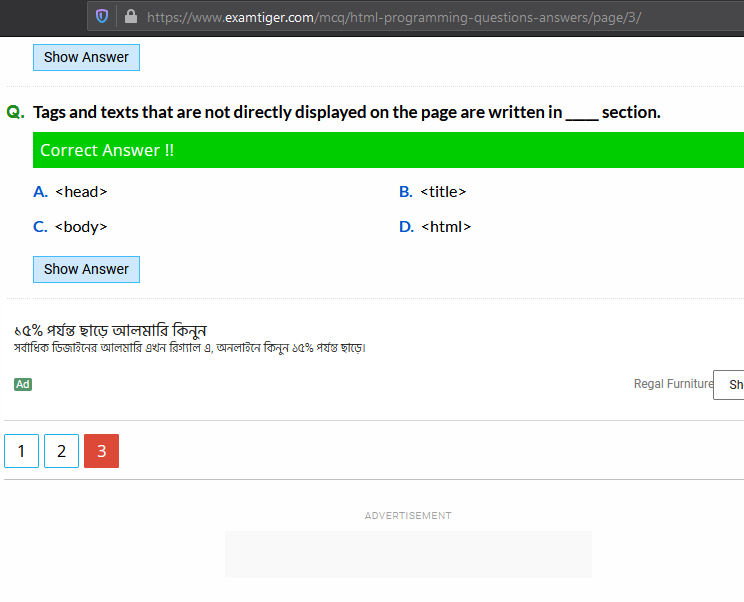 https://www.examtiger.com/mcq/html-programming-questions-answers/page/3/
Show Answer
Q. Tags and texts that are not directly displayed on the page are written in ____ section.
Correct Answer !!
A. <head>
B. <title>
C. <body>
D. <html>
Show Answer
১৫% পর্যন্ত ছাড়ে আলমারি কিনুন
সর্বাধিক ডিজাইনের আলমারি এখন রিগ্যাল এ, অনলাইনে কিনুন ১৫% পর্যন্ত ছাড়ে।
Ad
Regal Furniture
Sh
1 2 3
ADVERTISEMENT